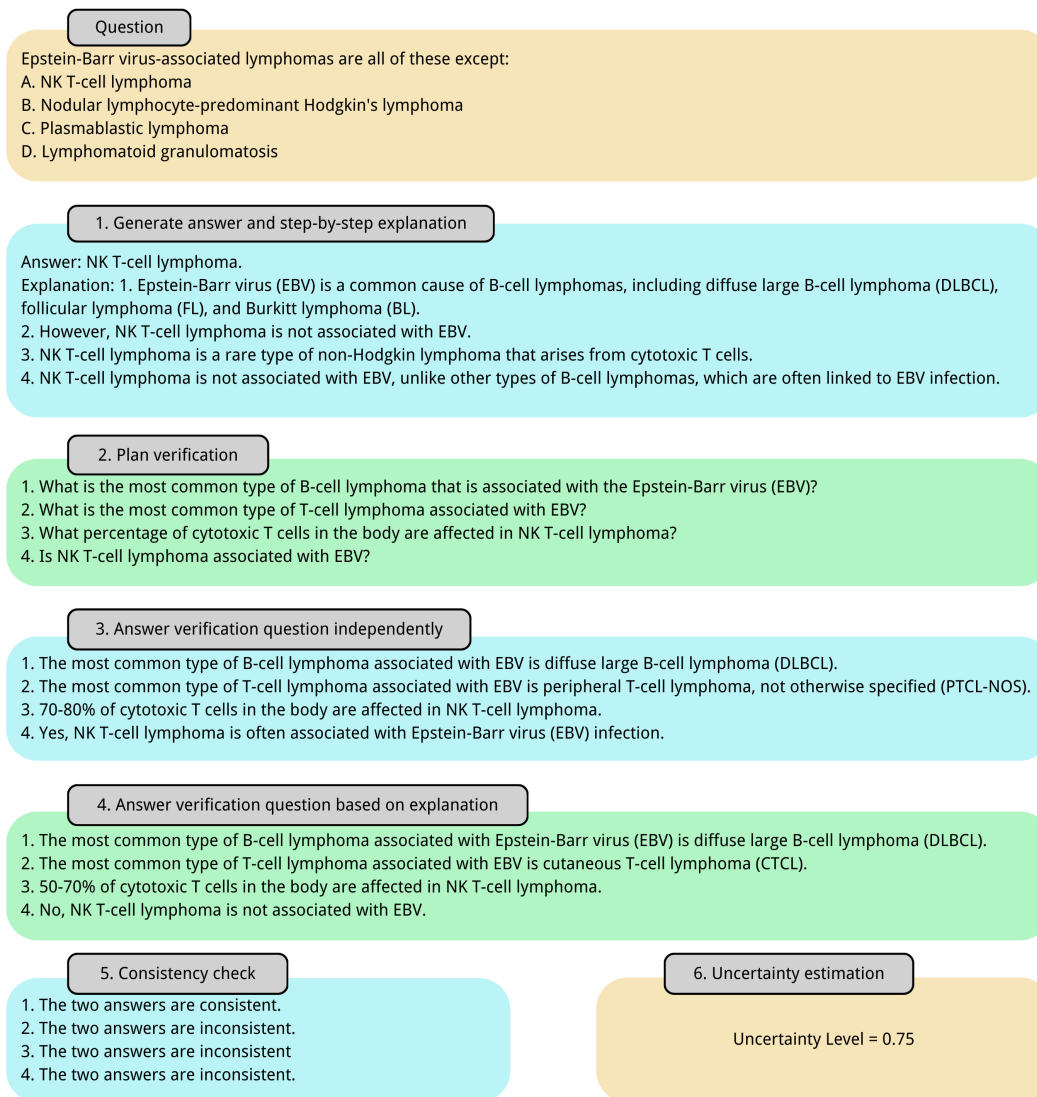 Question
Epstein-Barr virus-associated lymphomas are all of these except:
A. NK T-cell lymphoma
B. Nodular lymphocyte-predominant Hodgkin's lymphoma
C. Plasmablastic lymphoma
D. Lymphomatoid granulomatosis
1. Generate answer and step-by-step explanation
Answer: NK T-cell lymphoma.
Explanation: 1. Epstein-Barr virus (EBV) is a common cause of B-cell lymphomas, including diffuse large B-cell lymphoma (DLBCL),
follicular lymphoma (FL), and Burkitt lymphoma (BL).
2. However, NK T-cell lymphoma is not associated with EBV.
3. NK T-cell lymphoma is a rare type of non-Hodgkin lymphoma that arises from cytotoxic T cells.
4. NK T-cell lymphoma is not associated with EBV, unlike other types of B-cell lymphomas, which are often linked to EBV infection.
2. Plan verification
1. What is the most common type of B-cell lymphoma that is associated with the Epstein-Barr virus (EBV)?
2. What is the most common type of T-cell lymphoma associated with EBV?
3. What percentage of cytotoxic T cells in the body are affected in NK T-cell lymphoma?
4. Is NK T-cell lymphoma associated with EBV?
3. Answer verification question independently
1. The most common type of B-cell lymphoma associated with EBV is diffuse large B-cell lymphoma (DLBCL).
2. The most common type of T-cell lymphoma associated with EBV is peripheral T-cell lymphoma, not otherwise specified (PTCL-NOS).
3. 70-80% of cytotoxic T cells in the body are affected in NK T-cell lymphoma.
4. Yes, NK T-cell lymphoma is often associated with Epstein-Barr virus (EBV) infection.
4. Answer verification question based on explanation
1. The most common type of B-cell lymphoma associated with Epstein-Barr virus (EBV) is diffuse large B-cell lymphoma (DLBCL).
2. The most common type of T-cell lymphoma associated with EBV is cutaneous T-cell lymphoma (CTCL).
3. 50-70% of cytotoxic T cells in the body are affected in NK T-cell lymphoma.
4. No, NK T-cell lymphoma is not associated with EBV.
5. Consistency check
1. The two answers are consistent.
2. The two answers are inconsistent.
3. The two answers are inconsistent
4. The two answers are inconsistent.
6. Uncertainty estimation
Uncertainty Level = 0.75